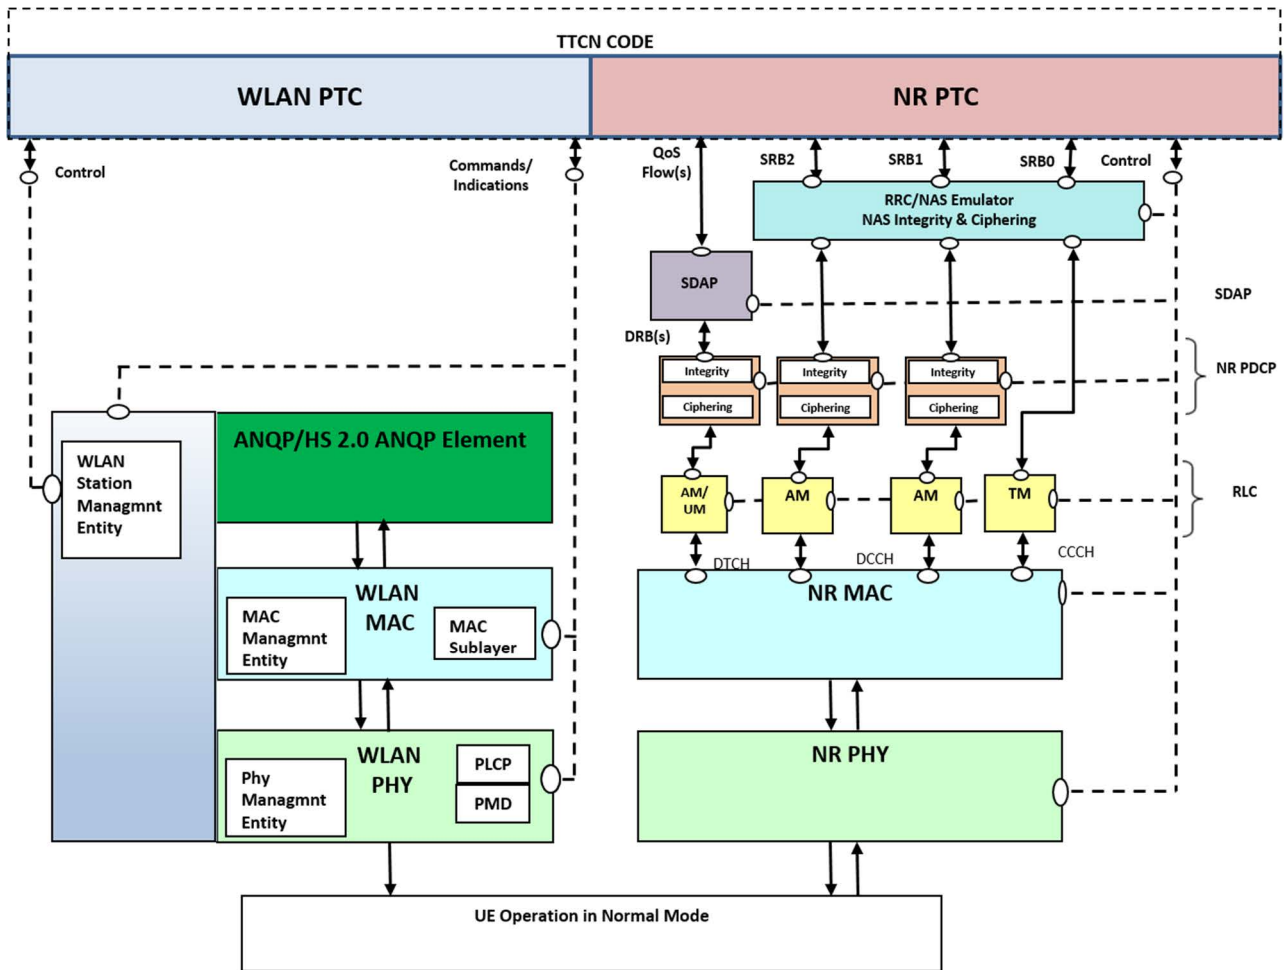 TTCN CODE
WLAN PTC
NR PTC
Control
Commands/
Indications
QoS
Flow(s)
SRB2
SRB1
SRB0
Control
RRC/NAS Emulator
NAS Integrity & Ciphering
SDAP
SDAP
DRB(s)
Integrity
Ciphering
Integrity
Ciphering
Integrity
Ciphering
NR PDCP
AM/
UM
AM
AM
TM
RLC
DTCH
DCCH
CCCH
NR MAC
NR PHY
WLAN
Station
Managmnt
Entity
ANQP/HS 2.0 ANQP Element
WLAN
MAC
MAC
Managmnt
Entity
MAC
Sublayer
WLAN
PHY
Phy
Managmnt
Entity
PLCP
PMD
UE Operation in Normal Mode